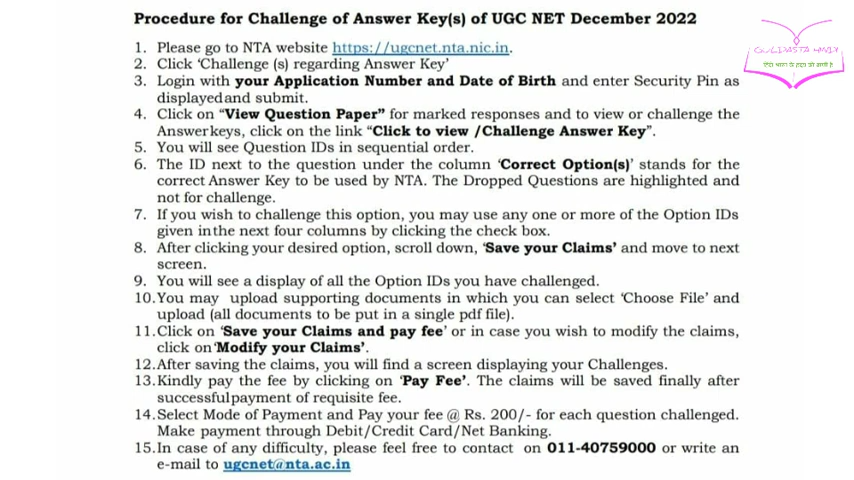 Procedure for Challenge of Answer Key(s) of UGC NET December 2022
1. Please go to NTA website https://ugcnet.nta.nic.in.
2. Click ‘Challenge (s) regarding Answer Key’
3. Login with your Application Number and Date of Birth and enter Security Pin as
displayedand submit.
4. Click on “View Question Paper” for marked responses and to view or challenge the
Answerkeys, click on the link “Click to view /Challenge Answer Key”.
5. You will see Question IDs in sequential order.
6. The ID next to the question under the column ‘Correct Option(s)’ stands for the
correct Answer Key to be used by NTA. The Dropped Questions are highlighted and
not for challenge.
7. If you wish to challenge this option, you may use any one or more of the Option IDs
given inthe next four columns by clicking the check box.
8. After clicking your desired option, scroll down, ‘Save your Claims’ and move to next
screen.
9. You will see a display of all the Option IDs you have challenged.
10. You may upload supporting documents in which you can select ‘Choose File’ and
upload (all documents to be put in a single pdf file).
11. Click on ‘Save your Claims and pay fee’ or in case you wish to modify the claims,
click on ‘Modify your Claims’.
12. After saving the claims, you will find a screen displaying your Challenges.
13. Kindly pay the fee by clicking on ‘Pay Fee’. The claims will be saved finally after
successfulpayment of requisite fee.
14. Select Mode of Payment and Pay your fee @ Rs. 200/- for each question challenged.
Make payment through Debit/Credit Card/Net Banking.
15. In case of any difficulty, please feel free to contact on 011-40759000 or write an
e-mail to ugcnet@nta.ac.in
GULDASTA HINDI